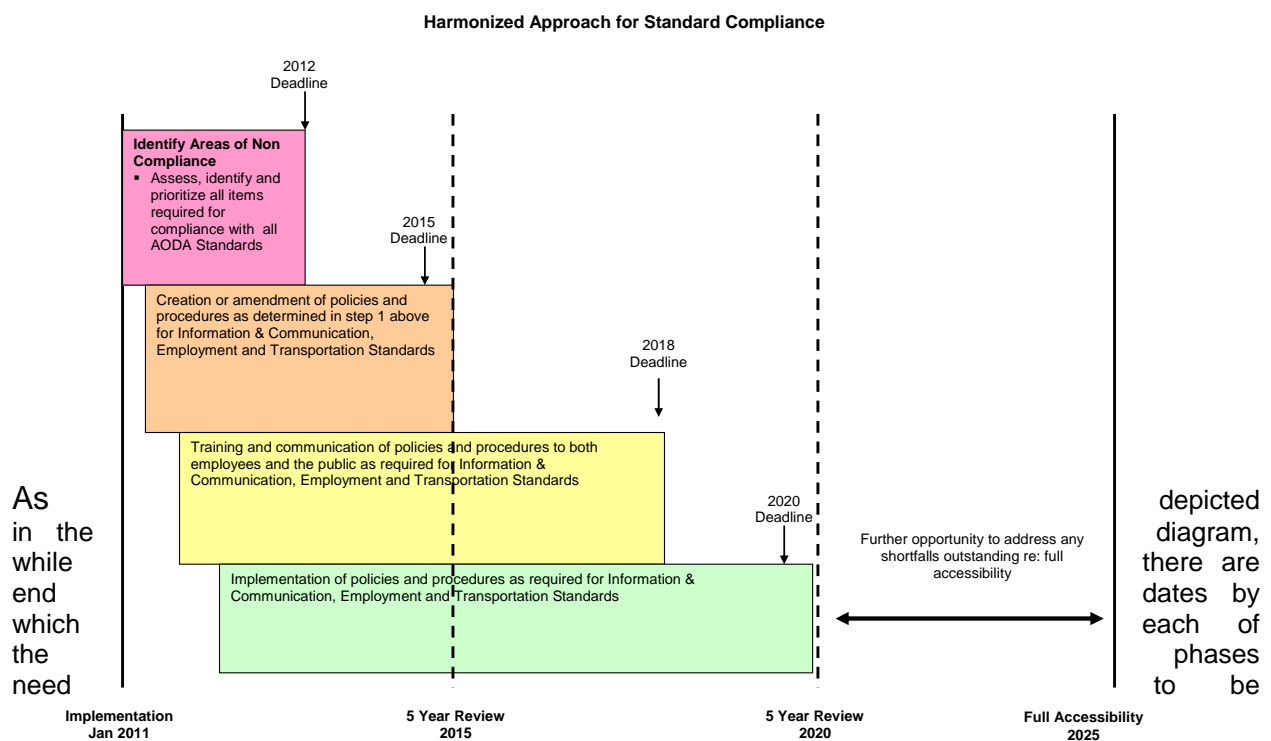 Harmonized Approach for Standard Compliance
2012
Deadline
Identify Areas of Non
Compliance
▪ Assess, identify and
prioritize all items
required for
compliance with all
AODA Standards
2015
Deadline
Creation or amendment of policies and
procedures as determined in step 1 above
for Information & Communication,
Employment and Transportation Standards
2018
Deadline
Training and communication of policies and procedures to both
employees and the public as required for Information &
Communication, Employment and Transportation Standards
2020
Deadline
Implementation of policies and procedures as required for Information &
Communication, Employment and Transportation Standards
Further opportunity to address any
shortfalls outstanding re: full
accessibility
As depicted
in the diagram,
while there are
end dates by
which each of
the phases
need to be
Implementation
Jan 2011
5 Year Review
2015
5 Year Review
2020
Full Accessibility
2025